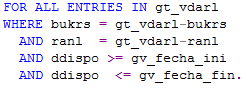 FOR ALL ENTRIES IN gt_vdarl
WHERE bukrs = gt_vdarl-bukrs
AND ranl = gt_vdarl-ranl
AND ddispo >= gv_fecha_ini
AND ddispo <= gv_fecha_fin.